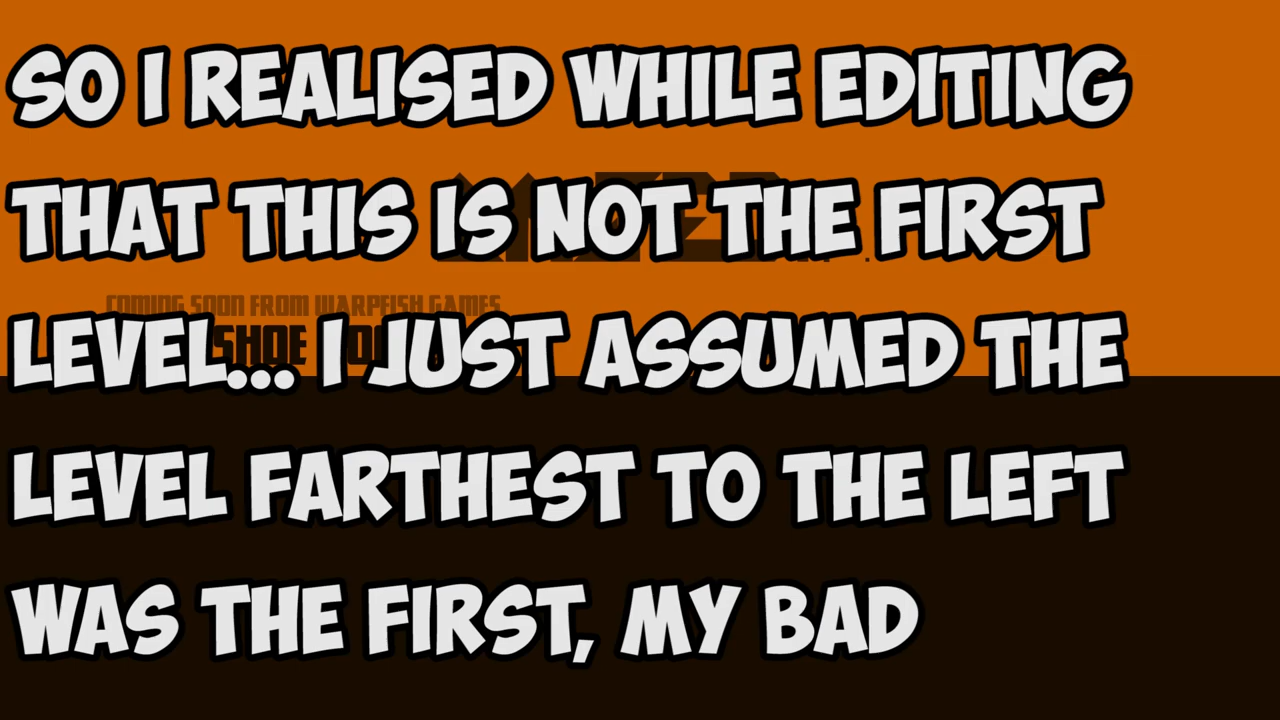 SO I REALISED WHILE EDITING
THAT THIS IS NOT THE FIRST
COMING SOON FROM WARPFISH GAMES
SHOE
LEVEL... I JUST ASSUMED THE
LEVEL FARTHEST TO THE LEFT
WAS THE FIRST, MY BAD